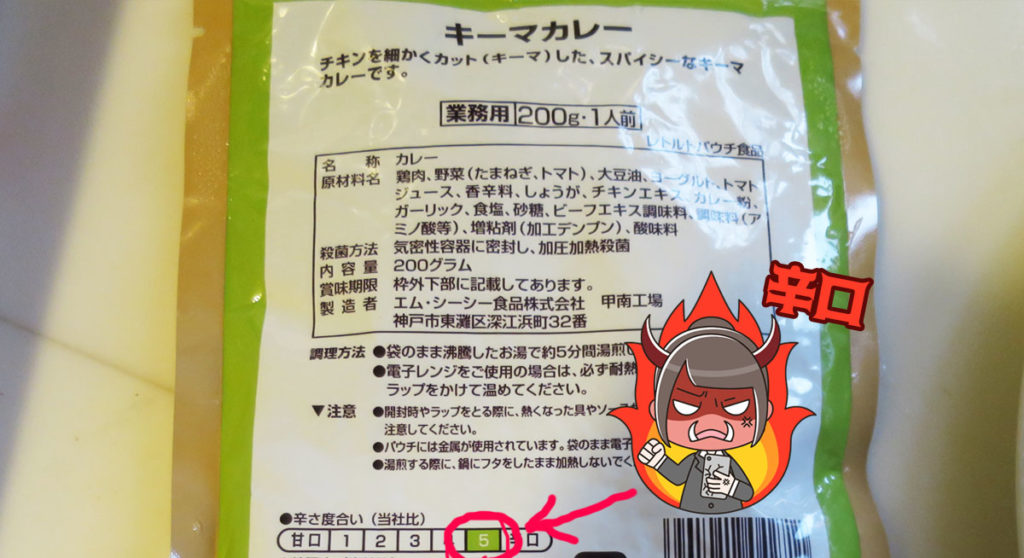 キーマカレー
チキンを細かくカット(キーマ)した、スパイシーなキーマ
カレーです。
業務用 200g・1人前
レトルトパウチ食品
名称 カレー
原材料名 鶏肉、野菜(たまねぎ、トマト)、大豆油、ヨーグルト、トマト
ジュース、香辛料、しょうが、チキンエキス、カレー粉、
ガーリック、食塩、砂糖、ビーフエキス調味料、調味料(ア
ミノ酸等)、増粘剤(加工デンプン)、酸味料
殺菌方法 気密性容器に密封し、加圧加熱殺菌
内容量 200グラム
賞味期限 枠外下部に記載してあります。
製造者 エム・シーシー食品株式会社 甲南工場
神戸市東灘区深江浜町32番
辛口
調理方法 ●袋のまま沸騰したお湯で約5分間湯煎し
●電子レンジをご使用の場合は、必ず耐熱
ラップをかけて温めてください。
▼注意 ●開封時やラップをとる際に、熱くなった具やソース
注意してください。
●パウチには金属が使用されています。袋のまま電子
●湯煎する際に、鍋にフタをしたまま加熱しないでく
●辛さ度合い(当社比)
甘口 1 2 3 5 辛口